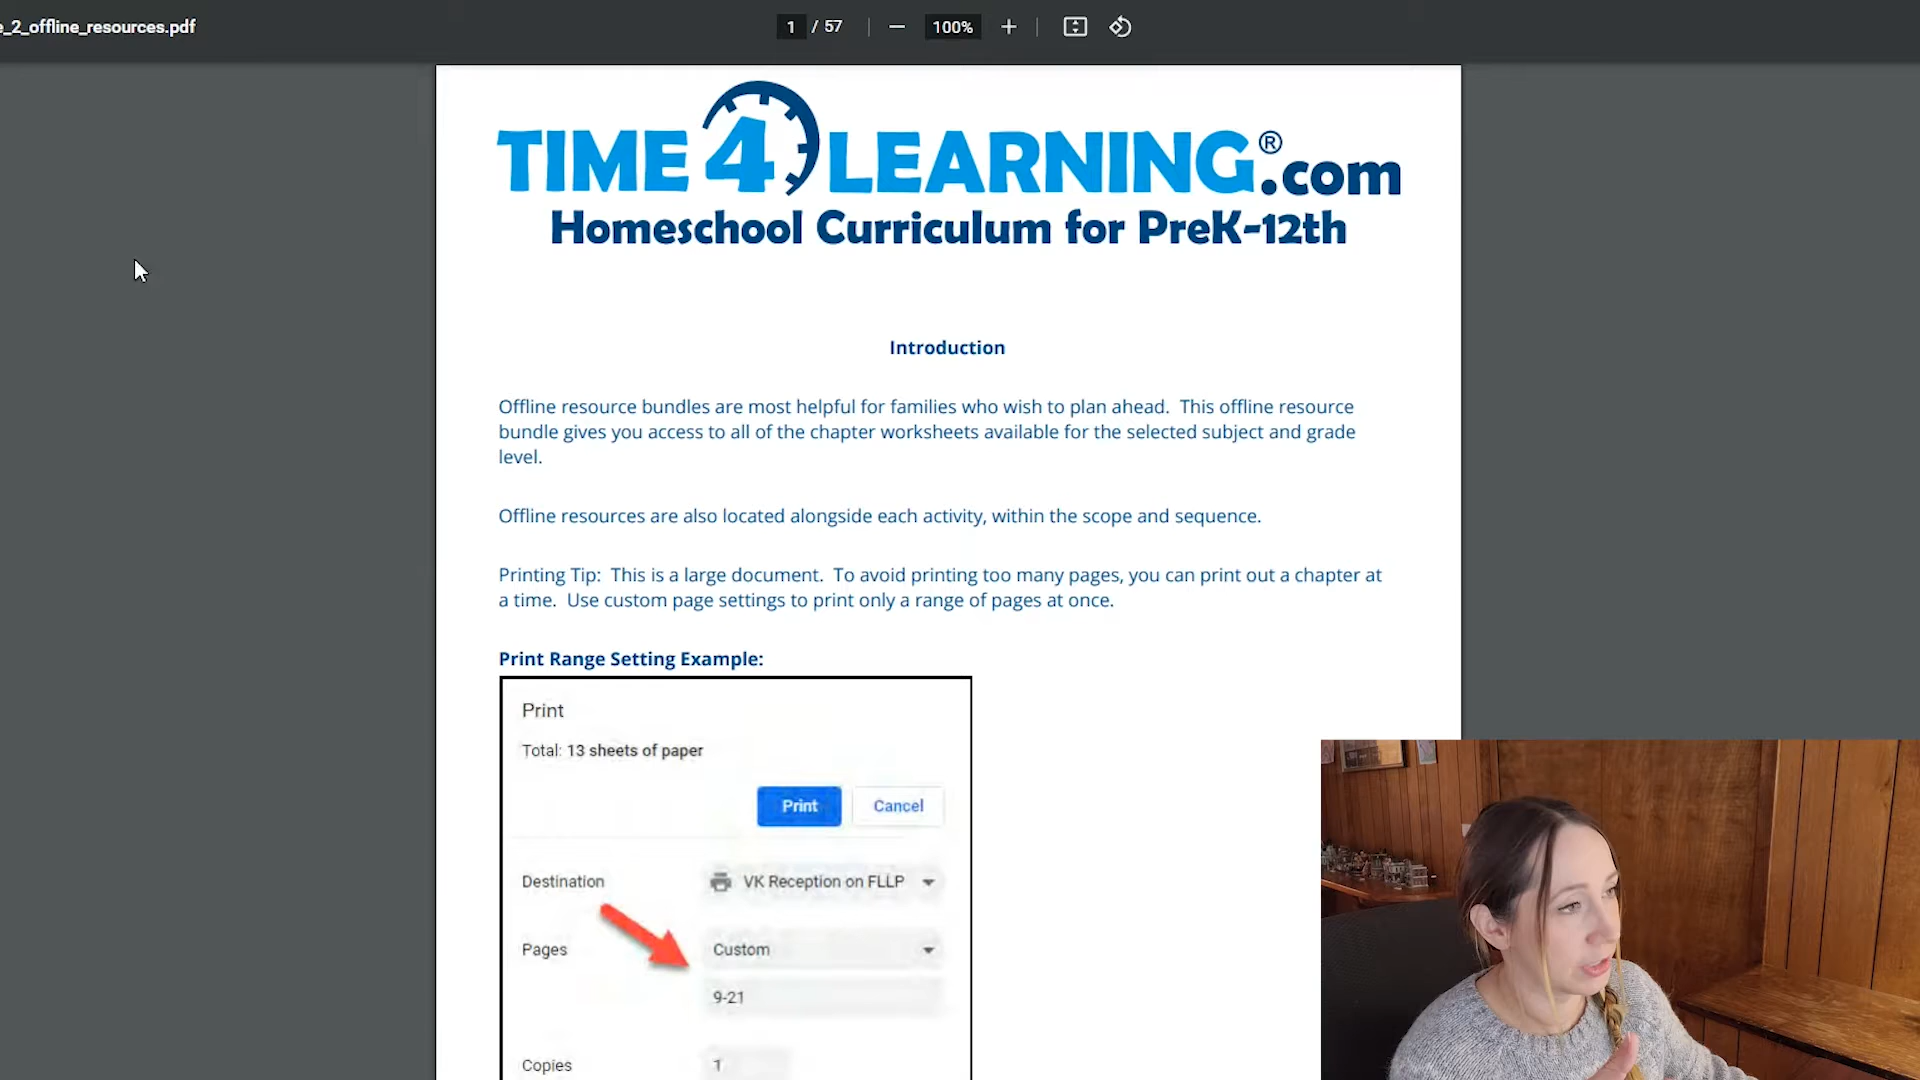 e_2_offline_resources.pdf
1 / 57
100%
TIME 4 LEARNING®.com
Homeschool Curriculum for PreK-12th
Introduction
Offline resource bundles are most helpful for families who wish to plan ahead. This offline resource
bundle gives you access to all of the chapter worksheets available for the selected subject and grade
level.
Offline resources are also located alongside each activity, within the scope and sequence.
Printing Tip: This is a large document. To avoid printing too many pages, you can print out a chapter at
a time. Use custom page settings to print only a range of pages at once.
Print Range Setting Example:
Print
Total: 13 sheets of paper
Print Cancel
Destination VK Reception on FLLP
Pages Custom
9-21
Copies 1